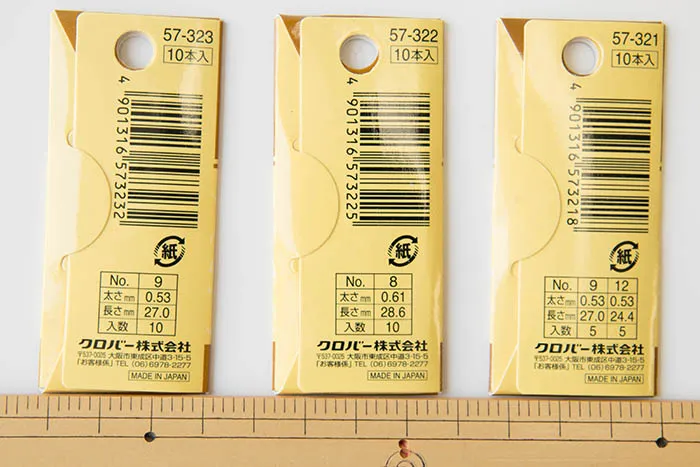 57-323
10本入
4 901316 573232
紙
No. 9
太さmm 0.53
長さmm 27.0
入数 10
クロバー株式会社
〒537-0025 大阪市東成区中道3-15-5
「お客様係」TEL (06)6978-2277
MADE IN JAPAN
57-322
10本入
4 901316 573225
紙
No. 8
太さmm 0.61
長さmm 28.6
入数 10
クロバー株式会社
〒537-0025 大阪市東成区中道3-15-5
「お客様係」TEL (06)6978-2277
MADE IN JAPAN
57-321
10本入
4 901316 573218
紙
No. 9 12
太さmm 0.53 0.53
長さmm 27.0 24.4
入数 5 5
クロバー株式会社
〒537-0025 大阪市東成区中道3-15-5
「お客様係」TEL (06)6978-2277
MADE IN JAPAN